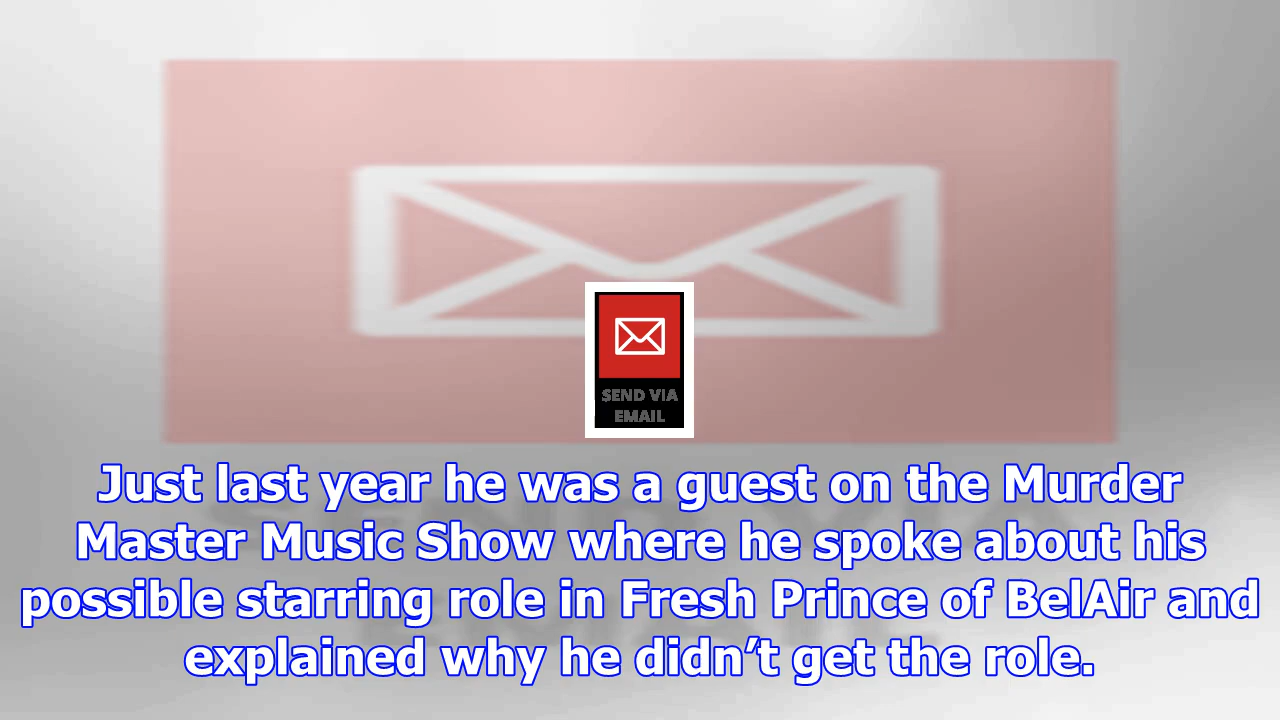 SEND VIA
EMAIL
Just last year he was a guest on the Murder
Master Music Show where he spoke about his
possible starring role in Fresh Prince of BelAir and
explained why he didn’t get the role.